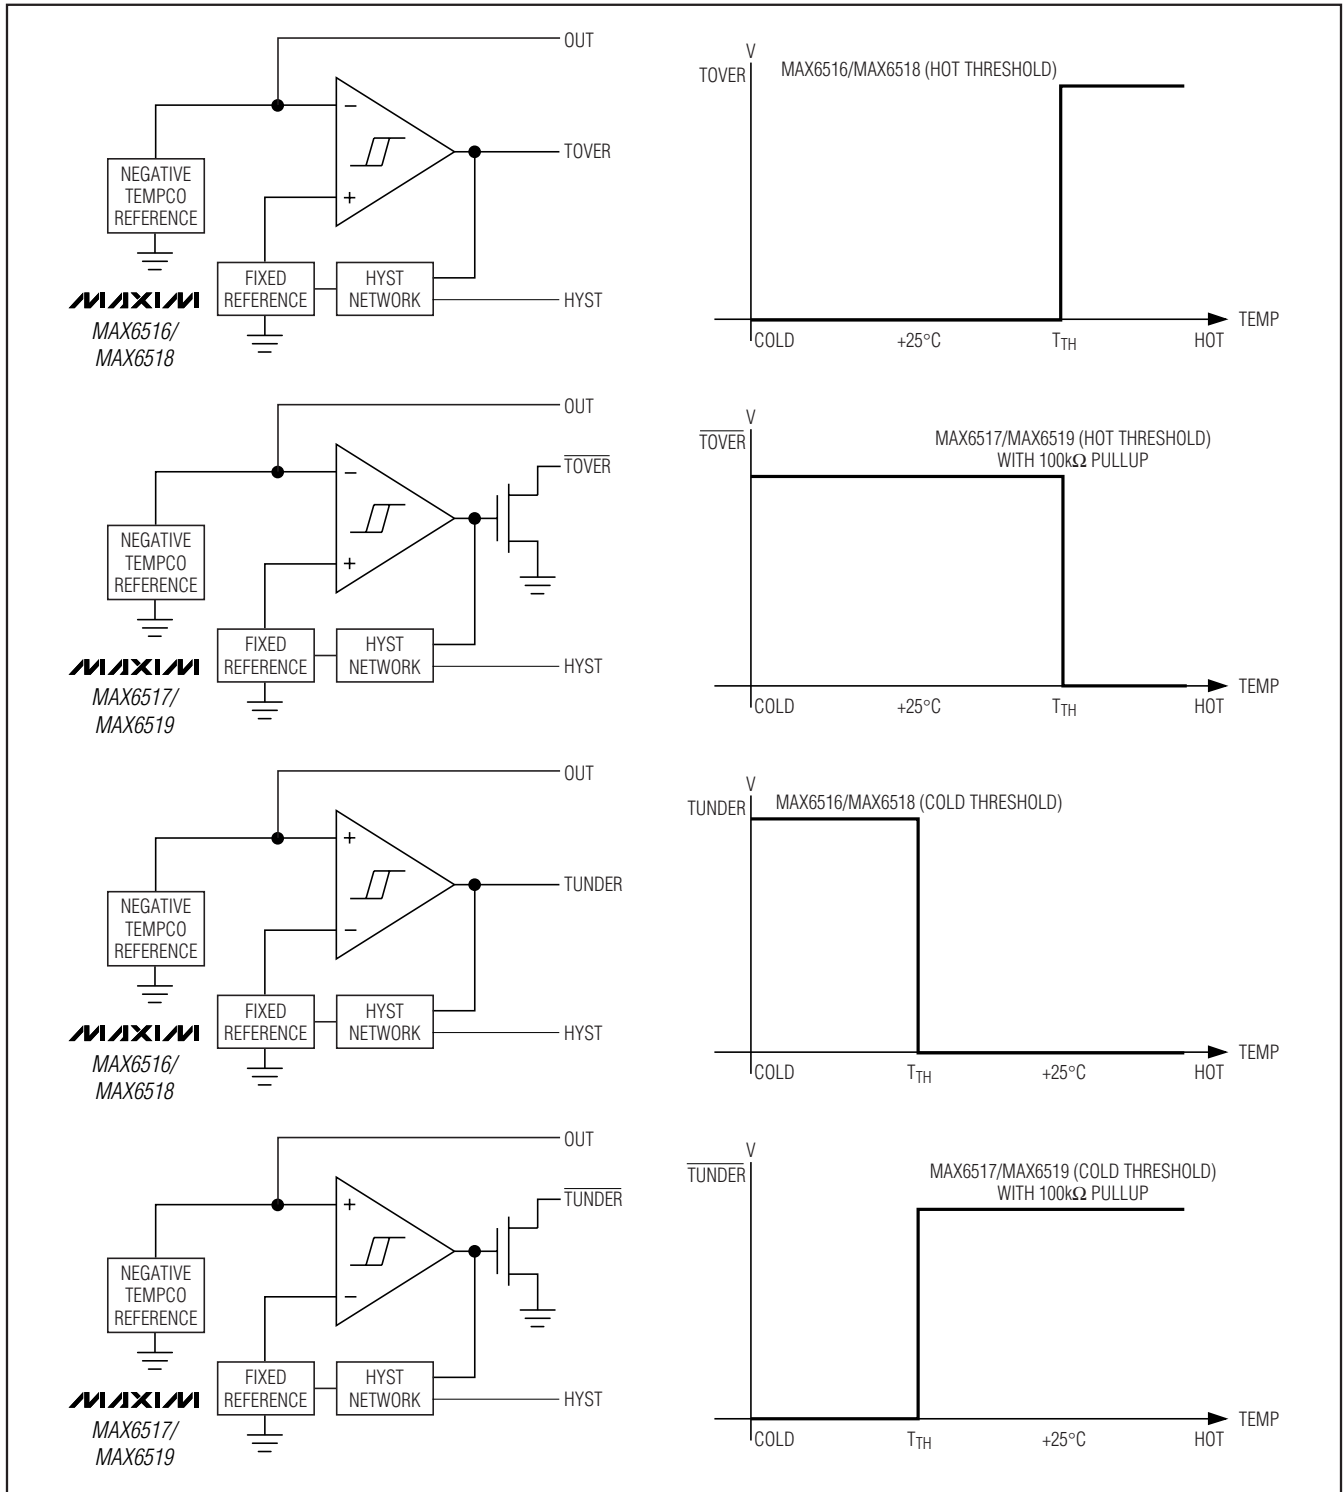 OUT
−
TOVER
+
NEGATIVE
TEMPCO
REFERENCE
FIXED
REFERENCE
HYST
NETWORK
HYST
MAXIM
MAX6516/
MAX6518
V
TOVER
MAX6516/MAX6518 (HOT THRESHOLD)
TEMP
COLD
+25°C
TTH
HOT
OUT
−
TOVER
+
NEGATIVE
TEMPCO
REFERENCE
FIXED
REFERENCE
HYST
NETWORK
HYST
MAXIM
MAX6517/
MAX6519
V
TOVER
MAX6517/MAX6519 (HOT THRESHOLD)
WITH 100kΩ PULLUP
TEMP
COLD
+25°C
TTH
HOT
OUT
+
TUNDER
−
NEGATIVE
TEMPCO
REFERENCE
FIXED
REFERENCE
HYST
NETWORK
HYST
MAXIM
MAX6516/
MAX6518
V
TUNDER
MAX6516/MAX6518 (COLD THRESHOLD)
TEMP
COLD
TTH
+25°C
HOT
OUT
+
TUNDER
−
NEGATIVE
TEMPCO
REFERENCE
FIXED
REFERENCE
HYST
NETWORK
HYST
MAXIM
MAX6517/
MAX6519
V
TUNDER
MAX6517/MAX6519 (COLD THRESHOLD)
WITH 100kΩ PULLUP
TEMP
COLD
TTH
+25°C
HOT